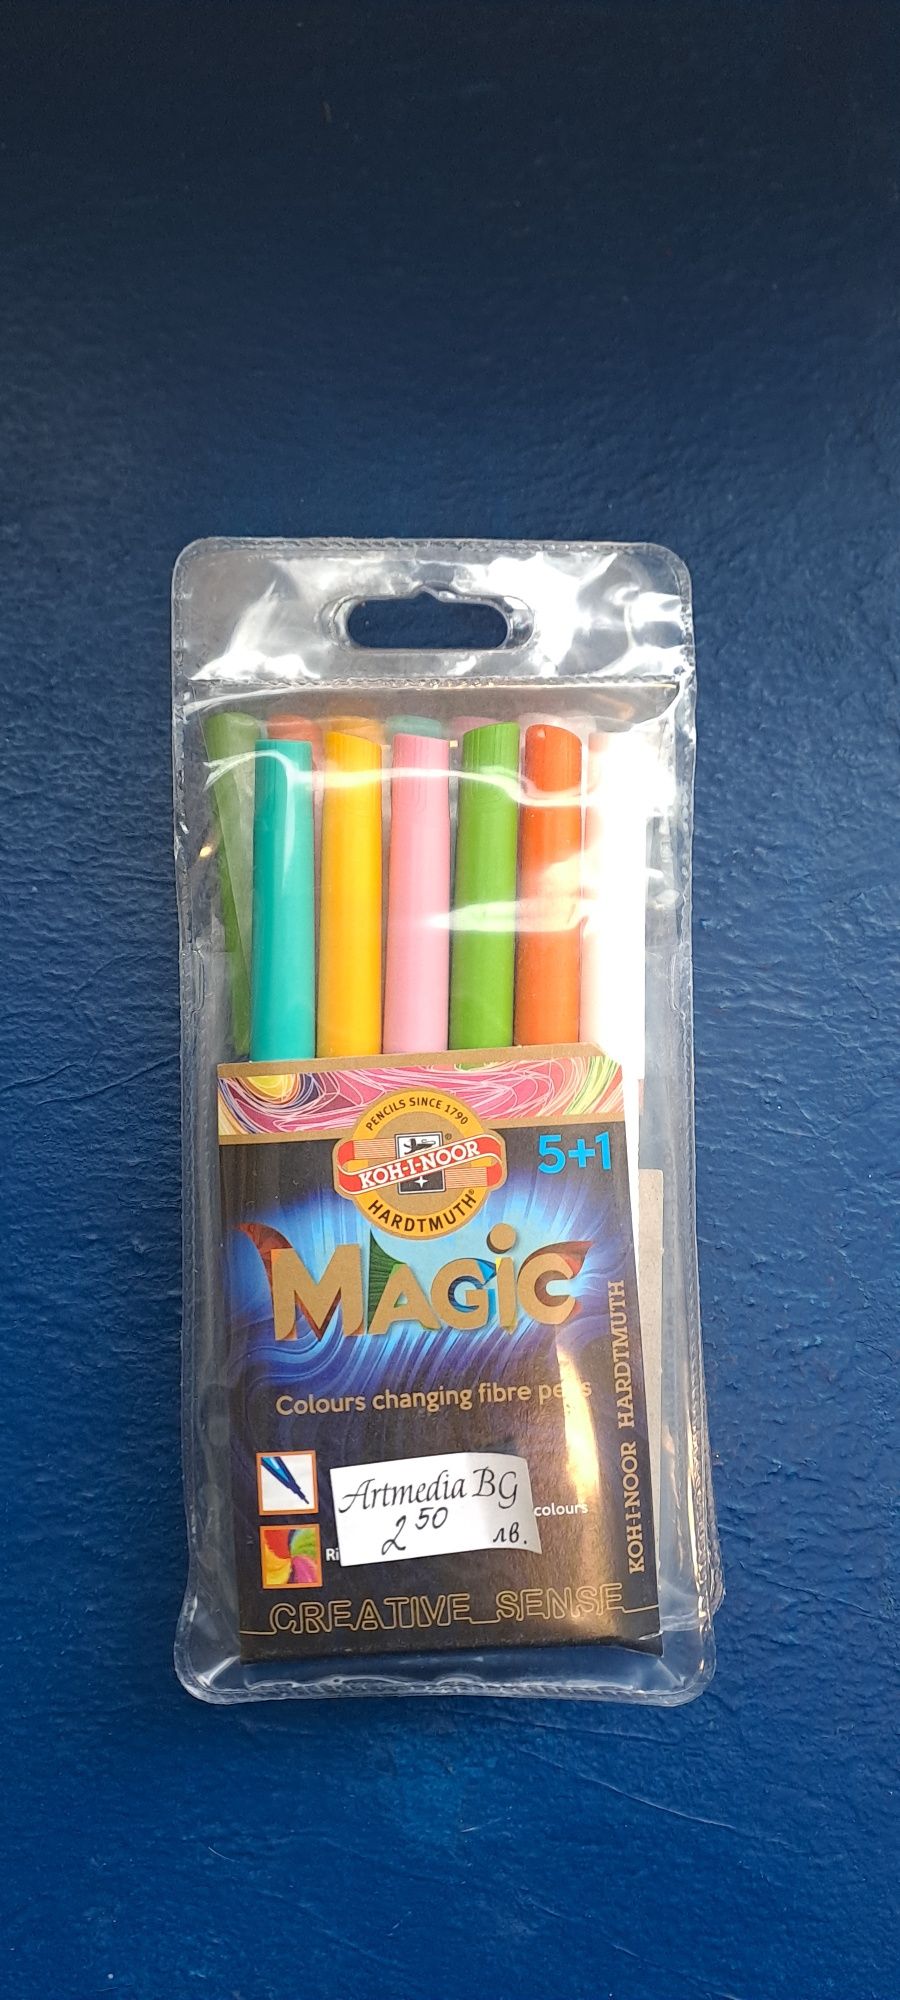 PENCILS SINCE 1790
KOH-I-NOOR®
HARDTMUTH®
5+1
MAGiC
Colours changing fibre pens
Artmedia BG
2 50 лв.
colours
Ri
CREATIVE SENSE
KOH-I-NOOR HARDTMUTH